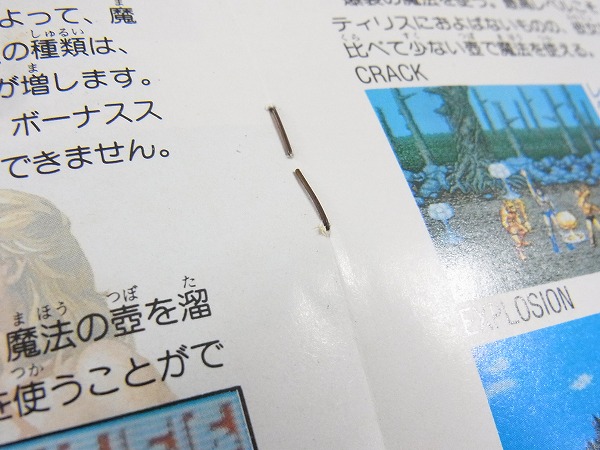 よって、魔
の種類は、
が増します。
ボーナスス
できません。
魔法の壺を溜
を使うことがで
ティリスにおよばないものの、彼女
比べて少ない壺で魔法を使える。
CRACK
EXPLOSION